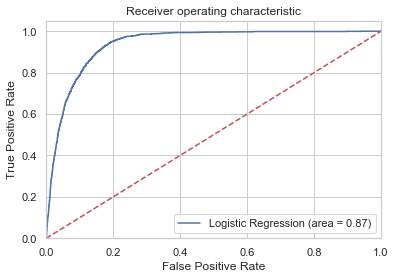 Receiver operating characteristic
1.0
0.8
0.6
0.4
0.2
0.0
True Positive Rate
Logistic Regression (area = 0.87)
0.0 0.2 0.4 0.6 0.8 1.0
False Positive Rate